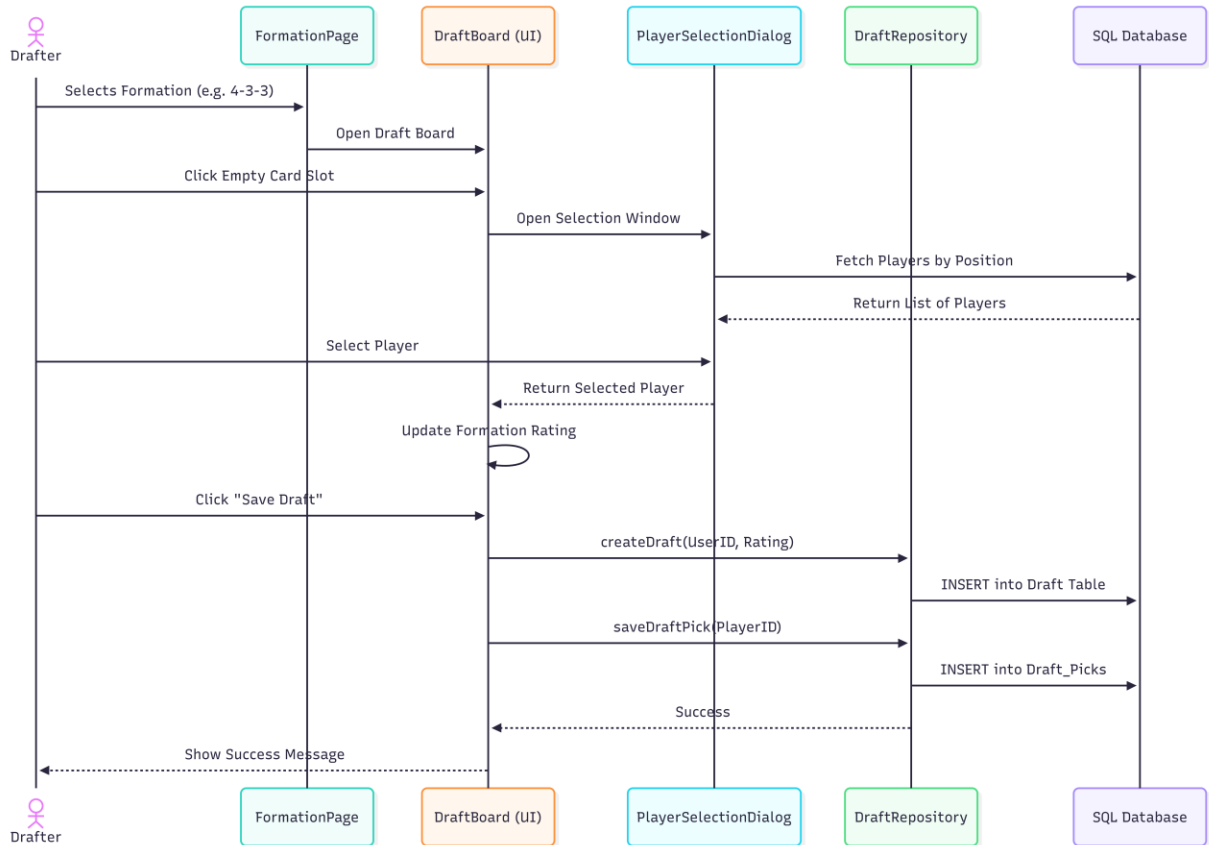 Drafter
FormationPage
DraftBoard (UI)
PlayerSelectionDialog
DraftRepository
SQL Database
Selects Formation (e.g. 4-3-3)
Open Draft Board
Click Empty Card Slot
Open Selection Window
Fetch Players by Position
Return List of Players
Select Player
Return Selected Player
Update Formation Rating
Click "Save Draft"
createDraft(UserID, Rating)
INSERT into Draft Table
saveDraftPick(PlayerID)
INSERT into Draft_Picks
Success
Show Success Message
Drafter
FormationPage
DraftBoard (UI)
PlayerSelectionDialog
DraftRepository
SQL Database